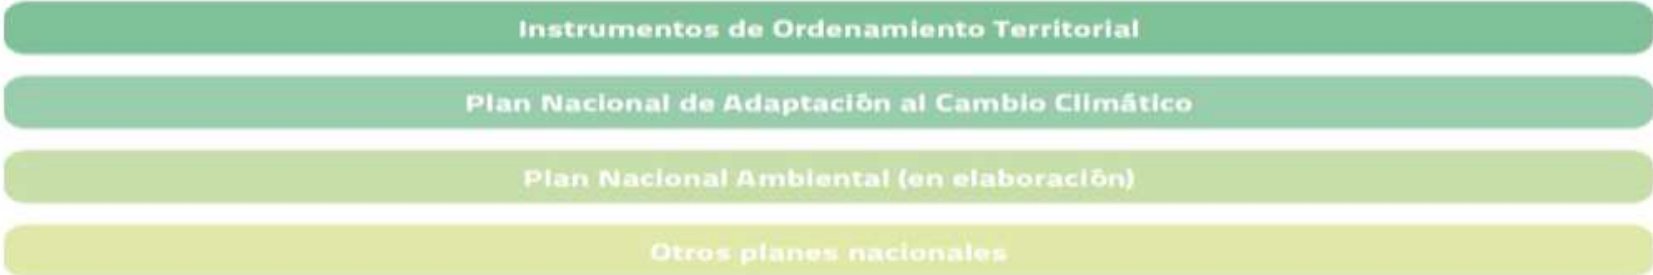 Instrumentos de Ordenamiento Territorial
Plan Nacional de Adaptación al Cambio Climático
Plan Nacional Ambiental (en elaboración)
Otros planes nacionales